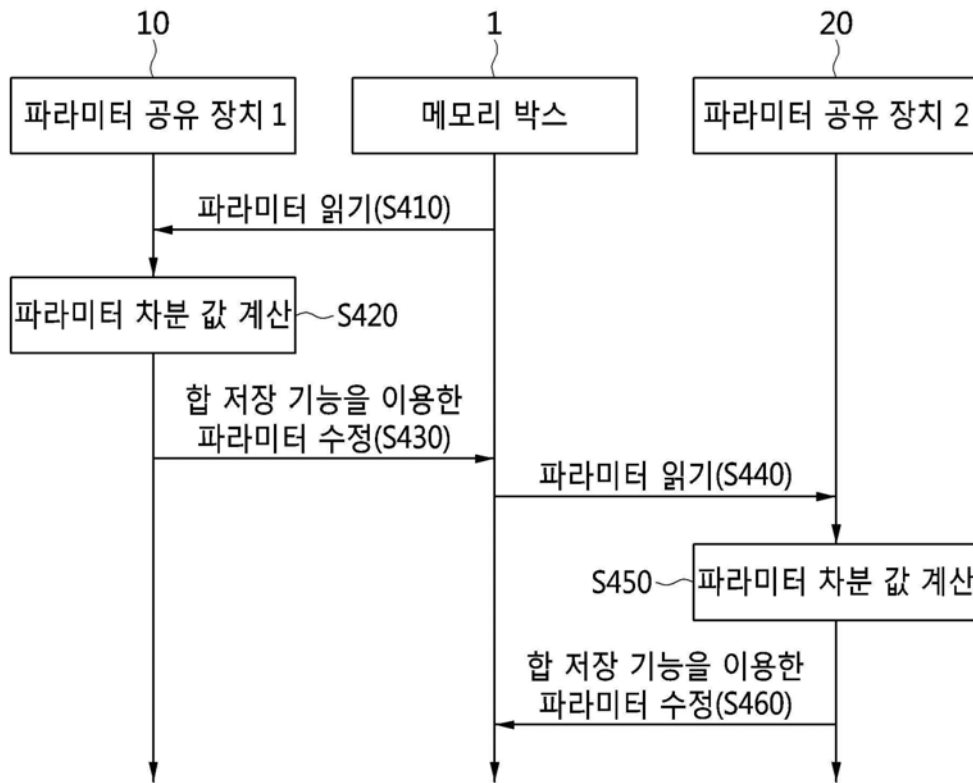 10
1
20
파라미터 공유 장치 1
메모리 박스
파라미터 공유 장치 2
파라미터 읽기(S410)
파라미터 차분 값 계산
S420
합 저장 기능을 이용한
파라미터 수정(S430)
파라미터 읽기(S440)
S450
파라미터 차분 값 계산
합 저장 기능을 이용한
파라미터 수정(S460)